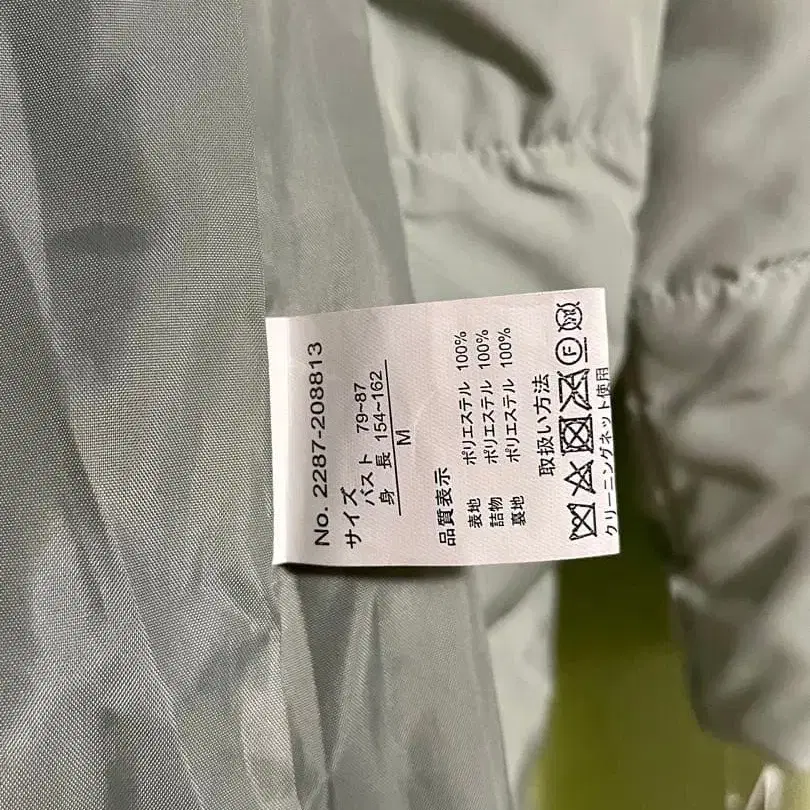 No. 2287-208813
サイズ
バスト 79~87
身 長 154~162
M
品質表示
表地 ポリエステル 100%
詰物 ポリエステル 100%
裏地 ポリエステル 100%
取扱い方法
F
クリーニングネット使用